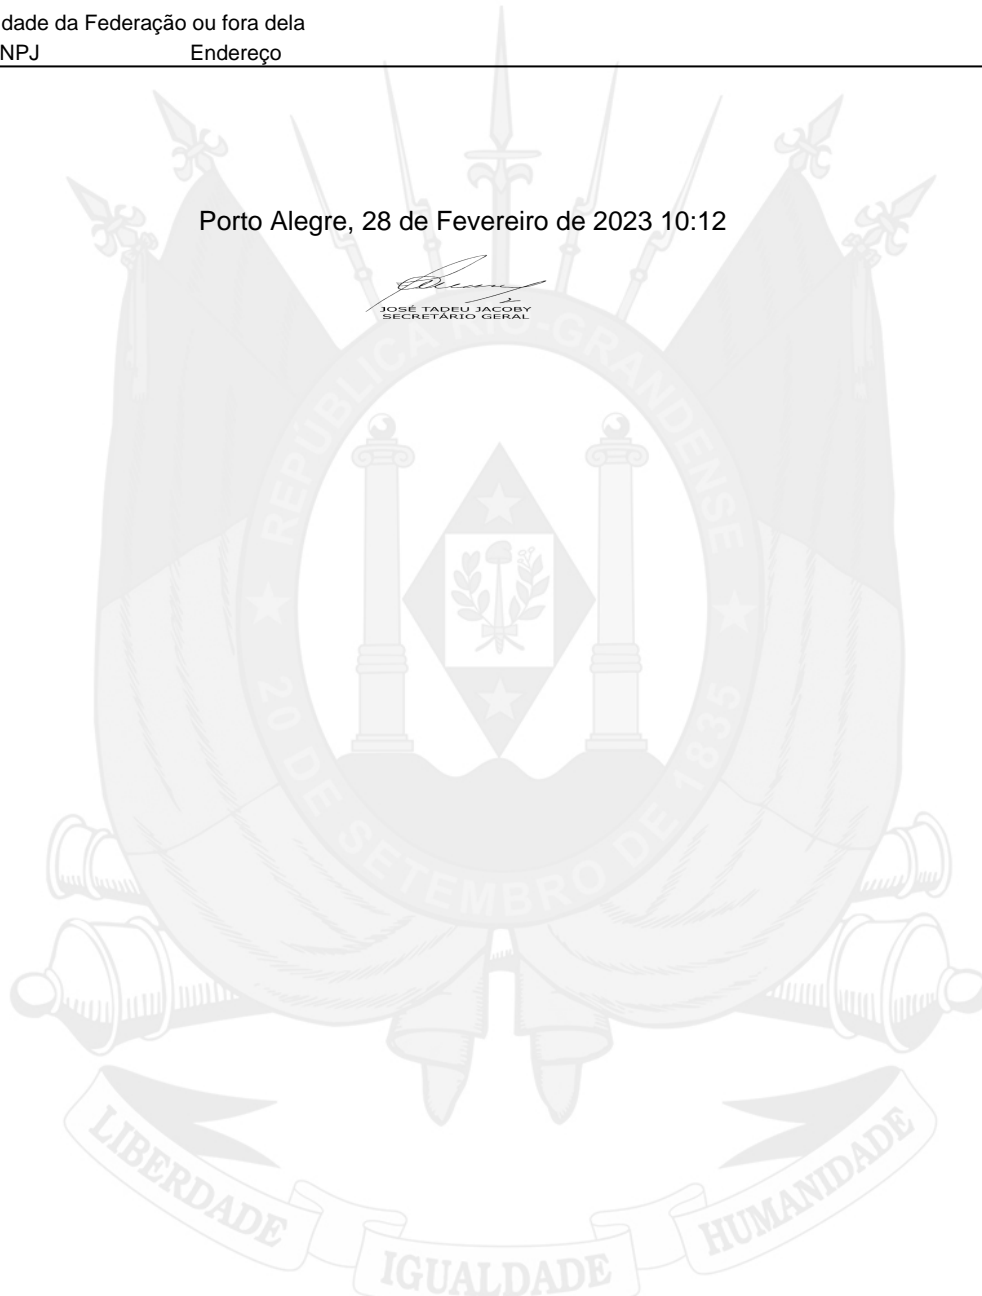 dade da Federação ou fora dela
NPJ Endereço
Porto Alegre, 28 de Fevereiro de 2023 10:12
JOSÉ TADEU JACOBY
SECRETÁRIO GERAL
REPÚBLICA RIO-GRANDENSE
20 DE SETEMBRO DE 1835
LIBERDADE
IGUALDADE
HUMANIDADE